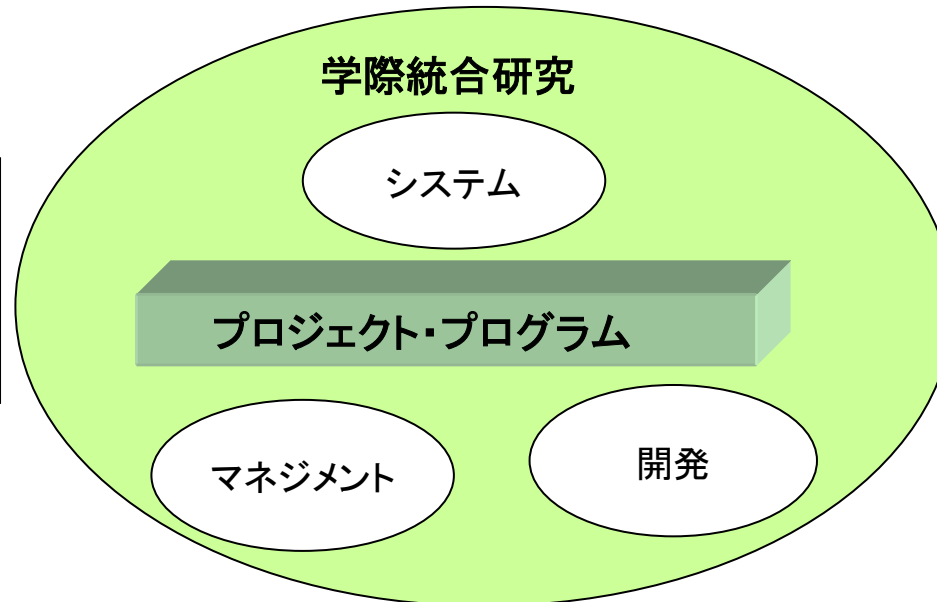 学際統合研究
システム
プロジェクト・プログラム
マネジメント
開発